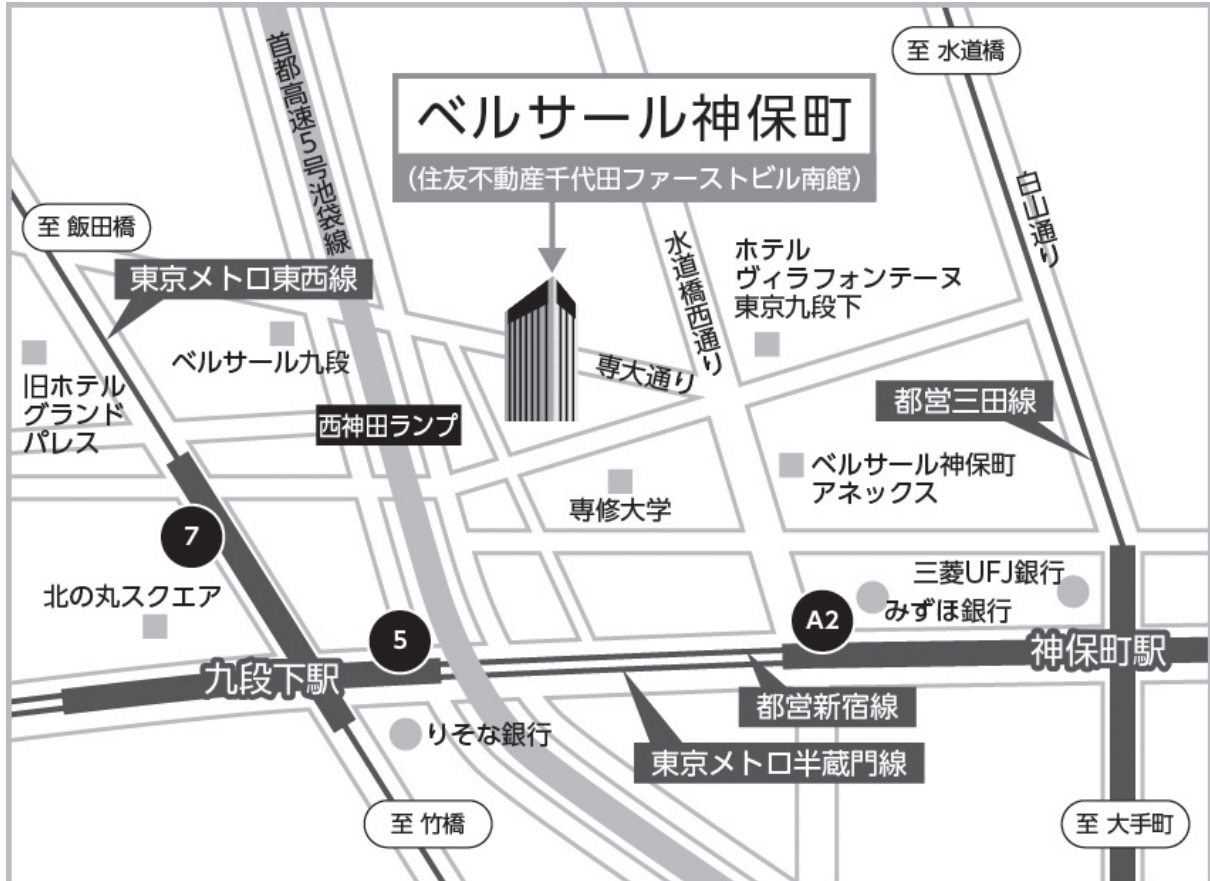 至 水道橋
首都高速5号池袋線
ベルサール神保町
(住友不動産千代田ファーストビル南館)
白山通り
至 飯田橋
東京メトロ東西線
水道橋西通り
ホテル
ヴィラフォンテーヌ
東京九段下
ベルサール九段
旧ホテル
グランド
パレス
専大通り
西神田ランプ
都営三田線
ベルサール神保町
アネックス
専修大学
7
北の丸スクエア
三菱UFJ銀行
みずほ銀行
A2
5
九段下駅
神保町駅
都営新宿線
りそな銀行
東京メトロ半蔵門線
至 竹橋
至 大手町